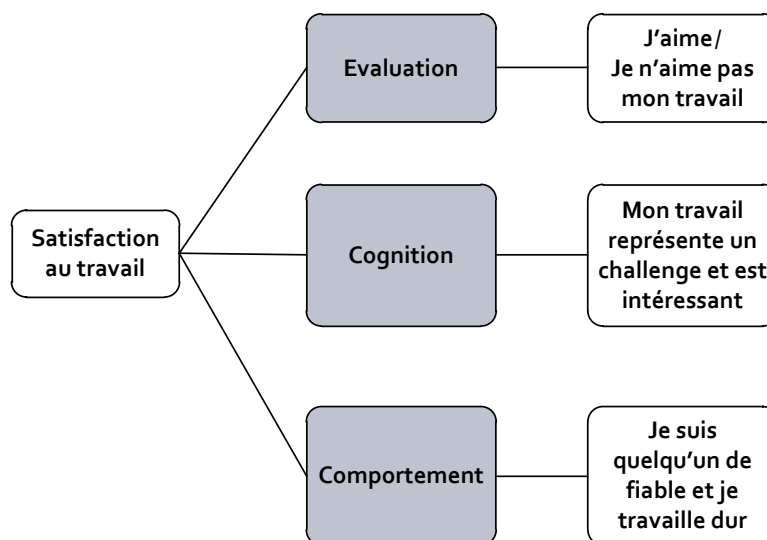 Satisfaction
au travail
Evaluation
J'aime/
Je n'aime pas
mon travail
Cognition
Mon travail
représente un
challenge et est
intéressant
Comportement
Je suis
quelqu'un de
fiable et je
travaille dur